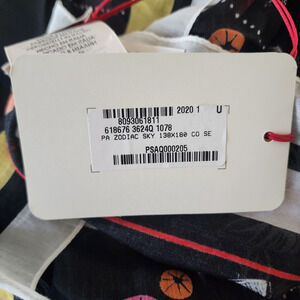 2020 1 U
8093061811
618676 3624Q 1078
PA ZODIAC SKY 130X180 CO SE
PSAQ000205